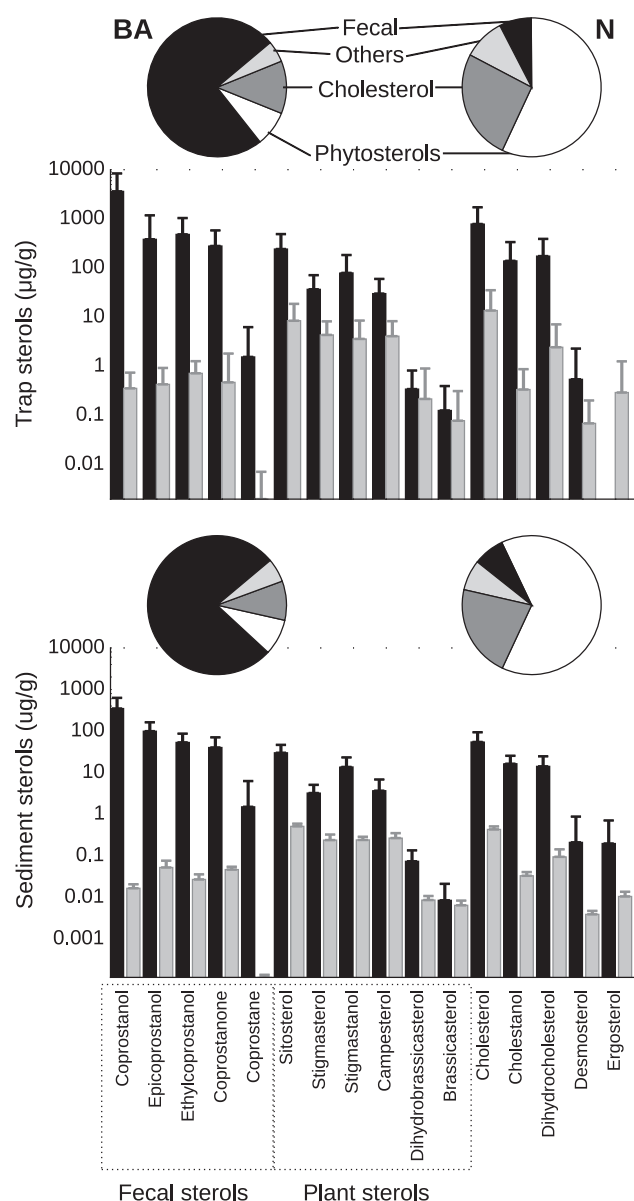 BA
Fecal
N
Others
Cholesterol
Phytosterols
Trap sterols (µg/g)
10000
1000
100
10
1
0.1
0.01
Sediment sterols (ug/g)
10000
1000
100
10
1
0.1
0.01
0.001
Coprostanol
Epicoprostanol
Ethylcoprostanol
Coprostanone
Coprostane
Sitosterol
Stigmasterol
Stigmastanol
Campesterol
Dihydrobrassicasterol
Brassicasterol
Cholesterol
Cholestanol
Dihydrocholesterol
Desmosterol
Ergosterol
Fecal sterols
Plant sterols